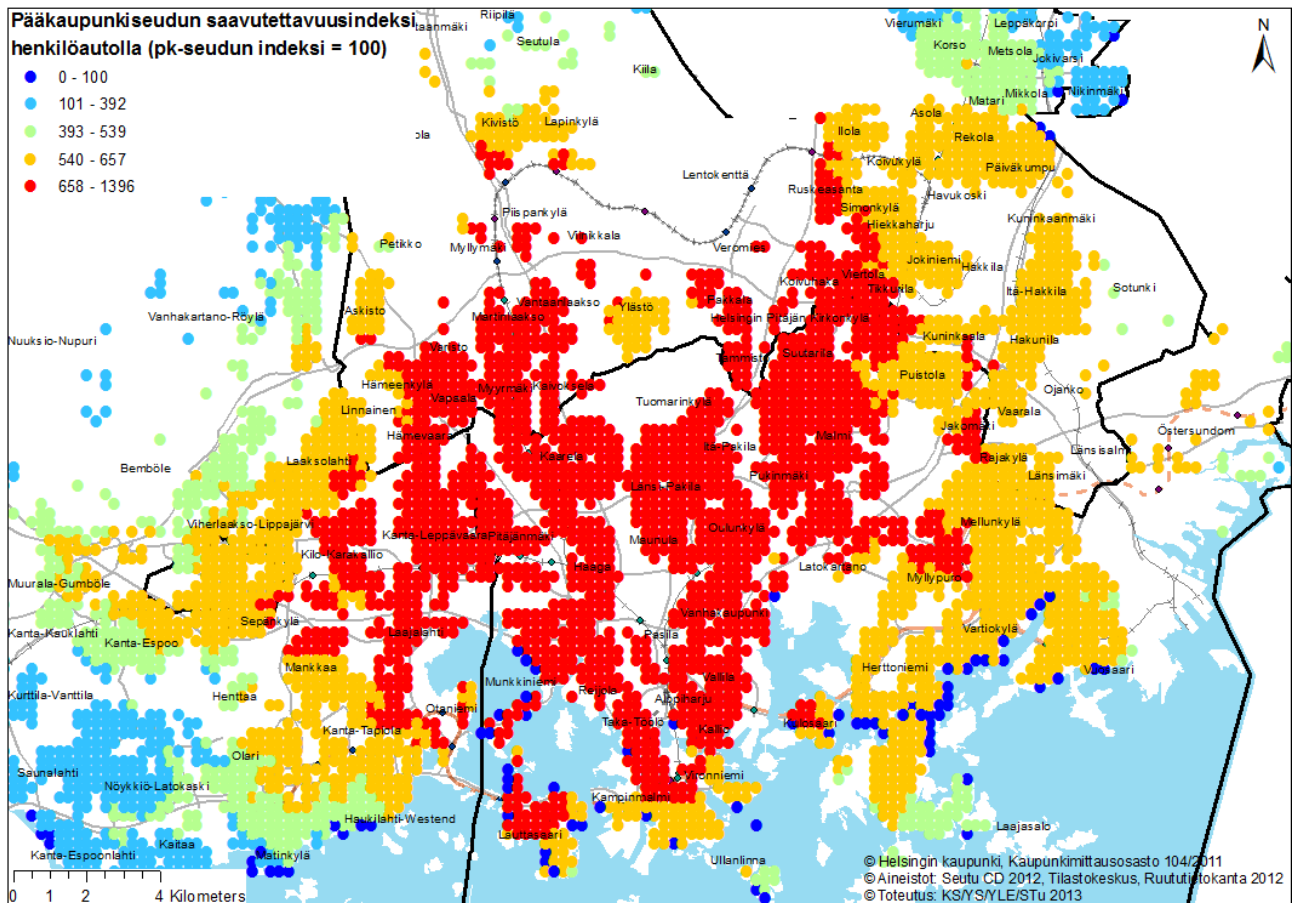 Pääkaupunkiseudun saavutettavuusindeksi
henkilöautolla (pk-seudun indeksi = 100)
0 - 100
101 - 392
393 - 539
540 - 657
658 - 1396
N
Riipilä
Seutula
Kiila
Vierumäki
Leppäkorpi
Korso
Metsola
Jokivarsi
Matari
Mikkola
Nikinmäki
Kivistö
Lapinkylä
Ilola
Asola
Rekola
Koivukylä
Päiväkumpu
Lentokenttä
Ruskeasanta
Havukoski
Simonkylä
Hiekkaharju
Kuninkaanmäki
Piispankylä
Petikko
Myllymäki
Viinikkala
Veromies
Jokiniemi
Hakkila
Koivuhaka
Viertola
Tikkurila
Itä-Hakkila
Sotunki
Vanhakartano-Röylä
Askisto
Vantaanlaakso
Martinlaakso
Ylästö
Pakkala
Helsingin Pitäjän Kirkonkylä
Nuuksio-Nupuri
Varisto
Tammisto
Suutarila
Kuninkaala
Hakunila
Hämeenkylä
Vapaala
Myyrmäki
Kaivoksela
Puistola
Ojanko
Linnainen
Tuomarinkylä
Vaarala
Hämevaara
Malmi
Jakomäki
Östersundom
Itä-Pakila
Länsisalmi
Kaarela
Rajakylä
Bemböle
Laaksolahti
Pukinmäki
Länsimäki
Länsi-Pakila
Viherlaakso-Lippajärvi
Mellunkylä
Oulunkylä
Kanta-Leppävaara
Pitäjänmäki
Maunula
Kilo-Karakallio
Haaga
Latokartano
Myllypuro
Muurala-Gumböle
Vanhakaupunki
Kanta-Kauklahti
Kanta-Espoo
Sepänkylä
Laajalahti
Pasila
Vartiokylä
Mankkaa
Herttoniemi
Vuosaari
Kurttila-Vanttila
Henttaa
Munkkiniemi
Reijola
Vallila
Alppiharju
Otaniemi
Taka-Töölö
Kallio
Kulosaari
Kanta-Tapiola
Olari
Saunalahti
Nöykkiö-Latokaski
Vironniemi
Kampinmalmi
Haukilahti-Westend
Lauttasaari
Laajasalo
Kaitaa
Kanta-Espoonlahti
Matinkylä
Ullanlinna
0 1 2 4 Kilometers
© Helsingin kaupunki, Kaupunkimittausosasto 104/2011
© Aineistot: Seutu CD 2012, Tilastokeskus, Ruututietokanta 2012
© Toteutus: KS/YS/YLE/STu 2013